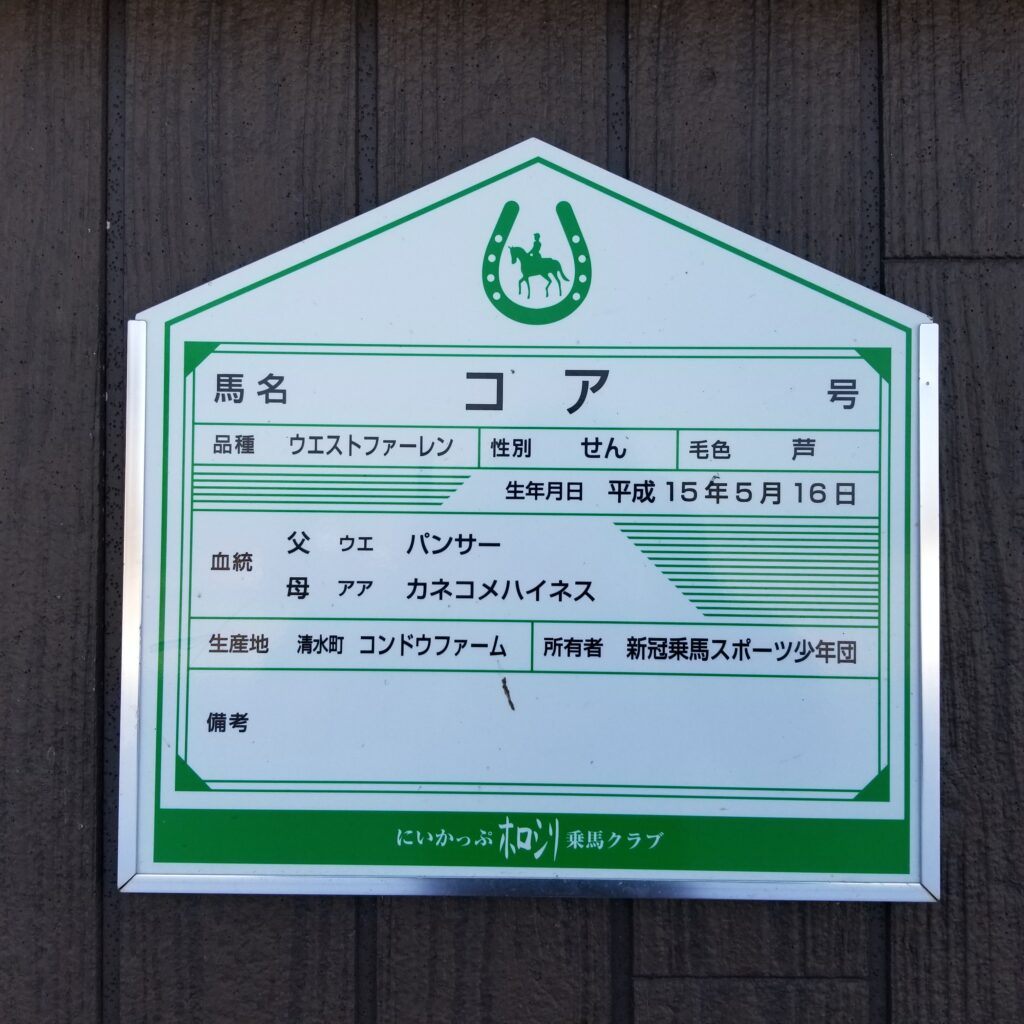 馬名 コア 号
品種 ウエストファーレン 性別 せん 毛色 芦
生年月日 平成15年5月16日
血統 父 ウエ パンサー
母 アア カネコメハイネス
生産地 清水町 コンドウファーム 所有者 新冠乗馬スポーツ少年団
備考
にいかっぷホロシリ乗馬クラブ